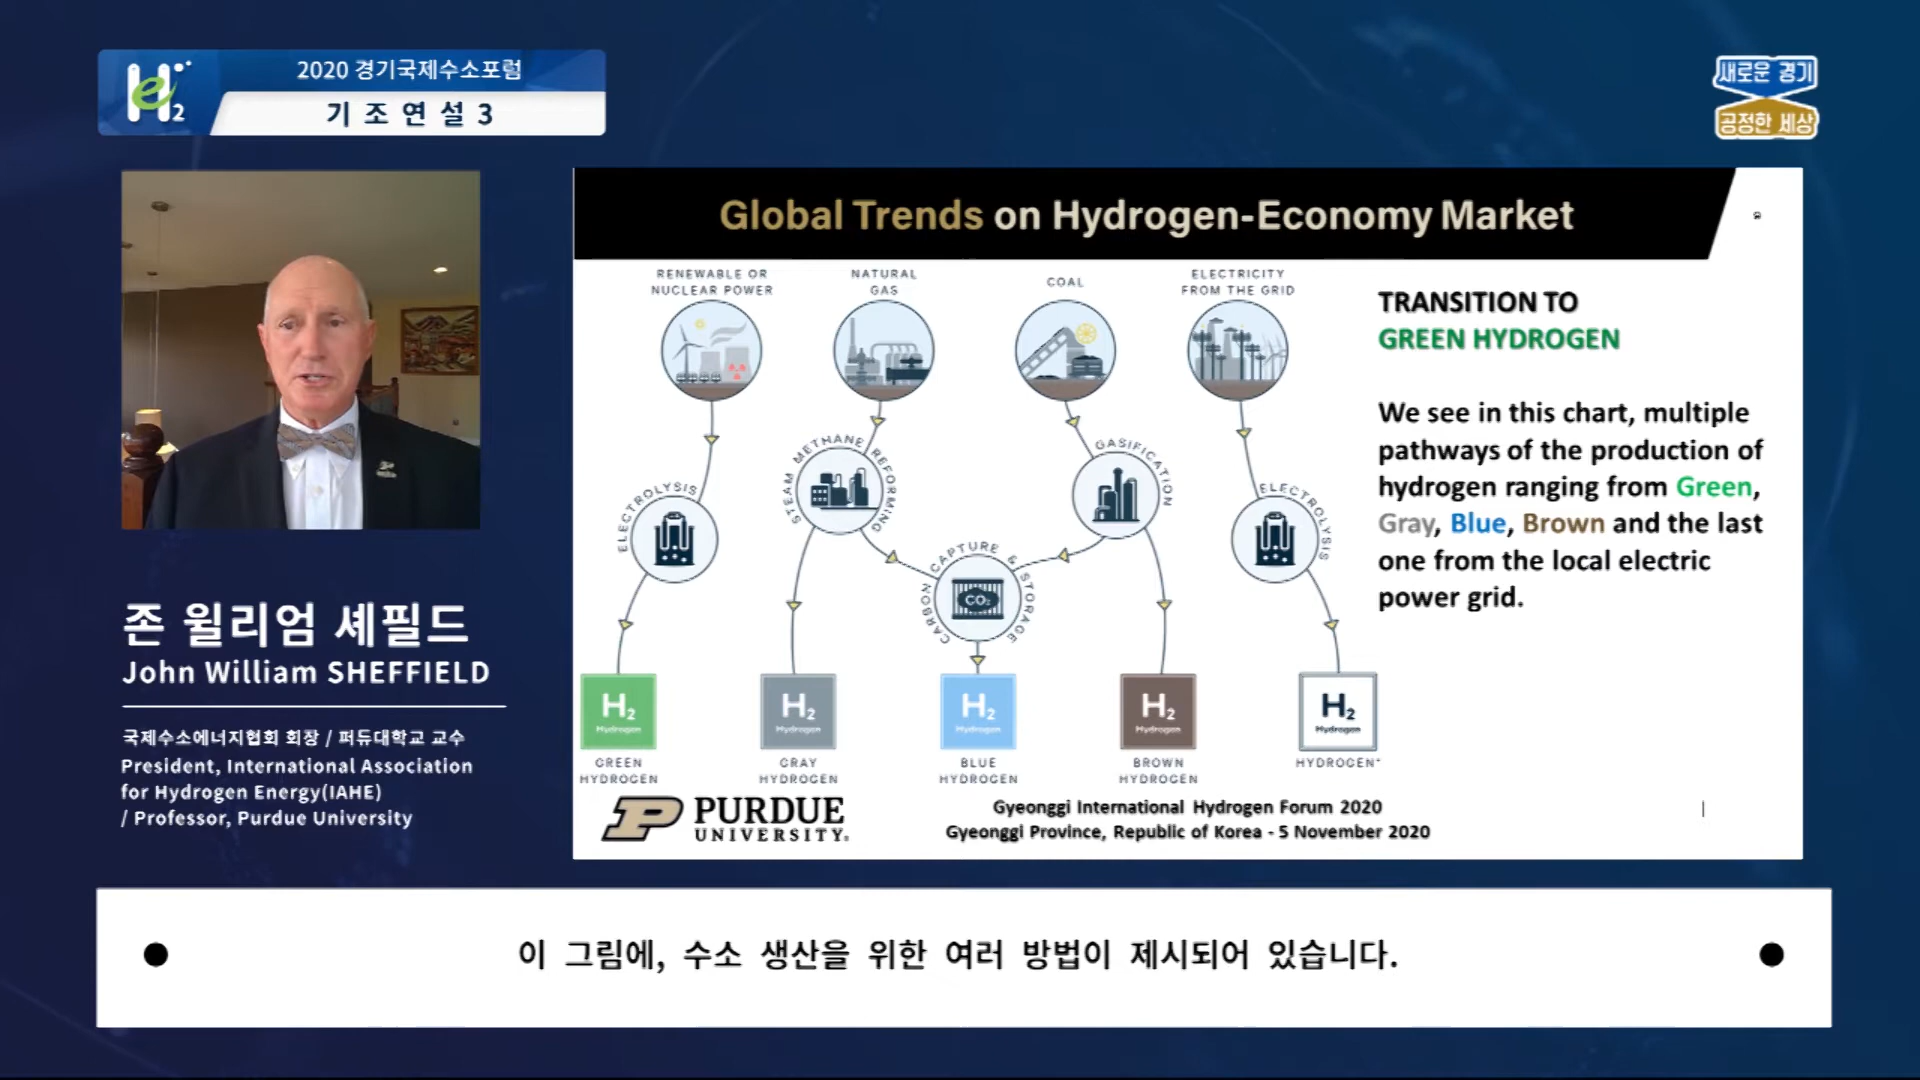 2020 경기국제수소포럼
기조연설3
He2
새로운 경기
공정한 세상
Global Trends on Hydrogen-Economy Market
RENEWABLE OR
NUCLEAR POWER
NATURAL
GAS
COAL
ELECTRICITY
FROM THE GRID
ELECTROLYSIS
STEAM METHANE REFORMING
GASIFICATION
ELECTROLYSIS
CARBON CAPTURE & STORAGE
CO₂
H₂
Hydrogen
GREEN
HYDROGEN
H₂
Hydrogen
GRAY
HYDROGEN
H₂
Hydrogen
BLUE
HYDROGEN
H₂
Hydrogen
BROWN
HYDROGEN
H₂
Hydrogen
HYDROGEN*
TRANSITION TO
GREEN HYDROGEN
We see in this chart, multiple
pathways of the production of
hydrogen ranging from Green,
Gray, Blue, Brown and the last
one from the local electric
power grid.
P PURDUE
UNIVERSITY®
Gyeonggi International Hydrogen Forum 2020
Gyeonggi Province, Republic of Korea - 5 November 2020
존 윌리엄 셰필드
John William SHEFFIELD
국제수소에너지협회 회장 / 퍼듀대학교 교수
President, International Association
for Hydrogen Energy(IAHE)
/ Professor, Purdue University
이 그림에, 수소 생산을 위한 여러 방법이 제시되어 있습니다.